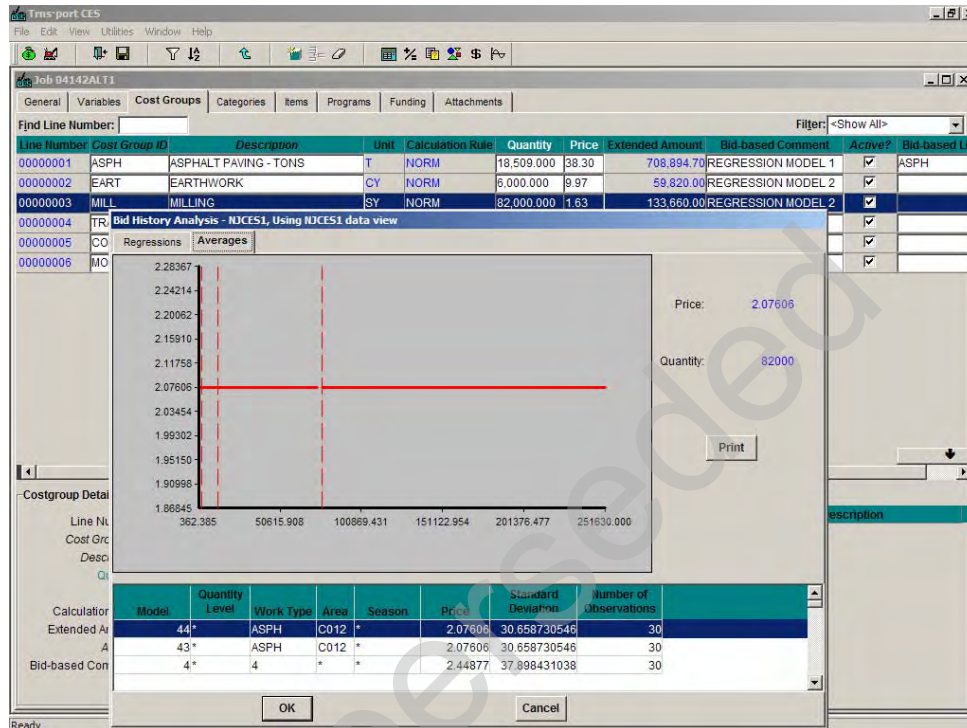 Trns·port CES
File Edit View Utilities Window Help
Job 04142ALT1
General Variables Cost Groups Categories Items Programs Funding Attachments
Find Line Number: Filter: <Show All>
Line Number Cost Group ID Description Unit Calculation Rule Quantity Price Extended Amount Bid-based Comment Active? Bid-based L
00000001 ASPH ASPHALT PAVING - TONS T NORM 18,509.000 38.30 708,894.70 REGRESSION MODEL 1 ASPH
00000002 EART EARTHWORK CY NORM 6,000.000 9.97 59,820.00 REGRESSION MODEL 2
00000003 MILL MILLING SY NORM 82,000.000 1.63 133,660.00 REGRESSION MODEL 2
00000004 TR
00000005 CO
00000006 MO
Bid History Analysis - NJCES1, Using NJCES1 data view
Regressions Averages
2.28367
2.24214
2.20062
2.15910
2.11758
2.07606
2.03454
1.99302
1.95150
1.90998
1.86845
362.385 50615.908 100869.431 151122.954 201376.477 251630.000
Price: 2.07606
Quantity: 82000
Print
Costgroup Detai
Line Nu
Cost Gro
Descr
Qu
Calculation
Extended Ar
A
Bid-based Com
escription
Model Quantity Level Work Type Area Season Price Standard Deviation Number of Observations
44 * ASPH C012 * 2.07606 30.658730546 30
43 * ASPH C012 * 2.07606 30.658730546 30
4 * 4 * * 2.44877 37.898431038 30
OK Cancel
Ready
perseded